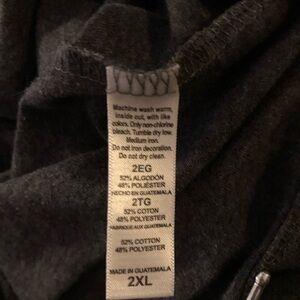 Machine wash warm,
inside out, with like
colors. Only non-chlorine
bleach. Tumble dry low.
Medium iron.
Do not iron decoration.
Do not dry clean.
2EG
52% ALGODÓN
48% POLIÉSTER
HECHO EN GUATEMALA
2TG
52% COTON
48% POLYESTER
FABRIQUE AUX GUATEMALA
52% COTTON
48% POLYESTER
MADE IN GUATEMALA
2XL